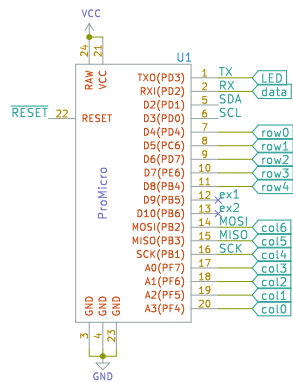 VCC
24 21
U1
RAW VCC
TXO(PD3) 1 TX LED
RXI(PD2) 2 RX data
D2(PD1) 5 SDA
D3(PD0) 6 SCL
RESET 22 RESET
D4(PD4) 7 row0
D5(PC6) 8 row1
D6(PD7) 9 row2
D7(PE6) 10 row3
D8(PB4) 11 row4
ProMicro
D9(PB5) 12 ex1
D10(PB6) 13 ex2
MOSI(PB2) 14 MOSI col6
MISO(PB3) 15 MISO col5
SCK(PB1) 16 SCK col4
A0(PF7) 17 col3
A1(PF6) 18 col2
A2(PF5) 19 col1
A3(PF4) 20 col0
GND GND GND
3 4 23
GND